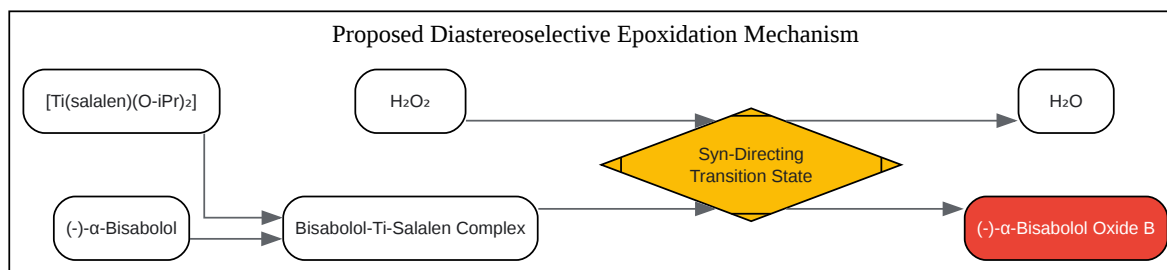 Proposed Diastereoselective Epoxidation Mechanism
[Ti(salalen)(O-iPr)₂]
H₂O₂
H₂O
Syn-Directing
Transition State
(-)-α-Bisabolol
Bisabolol-Ti-Salalen Complex
(-)-α-Bisabolol Oxide B